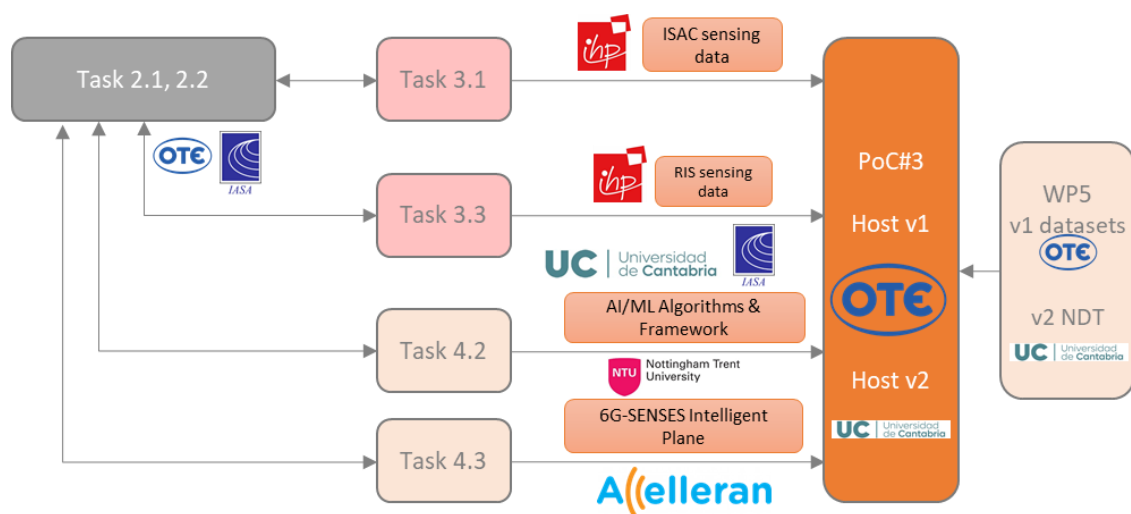 Task 2.1, 2.2
OTE
IASA
Task 3.1
ihp
ISAC sensing
data
Task 3.3
ihp
RIS sensing
data
UC | Universidad
de Cantabria
IASA
Task 4.2
AI/ML Algorithms &
Framework
NTU
Nottingham Trent
University
Task 4.3
6G-SENSES Intelligent
Plane
Accelleran
PoC#3
Host v1
OTE
Host v2
UC | Universidad
de Cantabria
WP5
v1 datasets
OTE
v2 NDT
UC | Universidad
de Cantabria